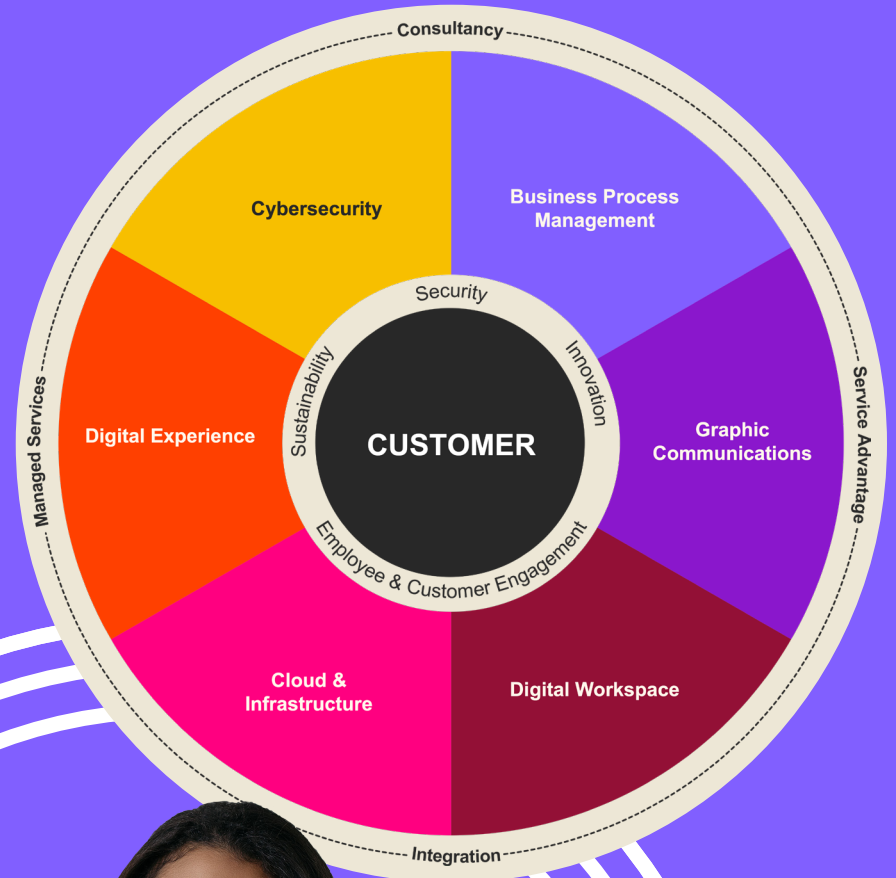 Consultancy
Cybersecurity
Business Process
Management
Security
Sustainability
Innovation
Managed Services
Digital Experience
CUSTOMER
Graphic
Communications
Service Advantage
Employee & Customer Engagement
Cloud &
Infrastructure
Digital Workspace
Integration